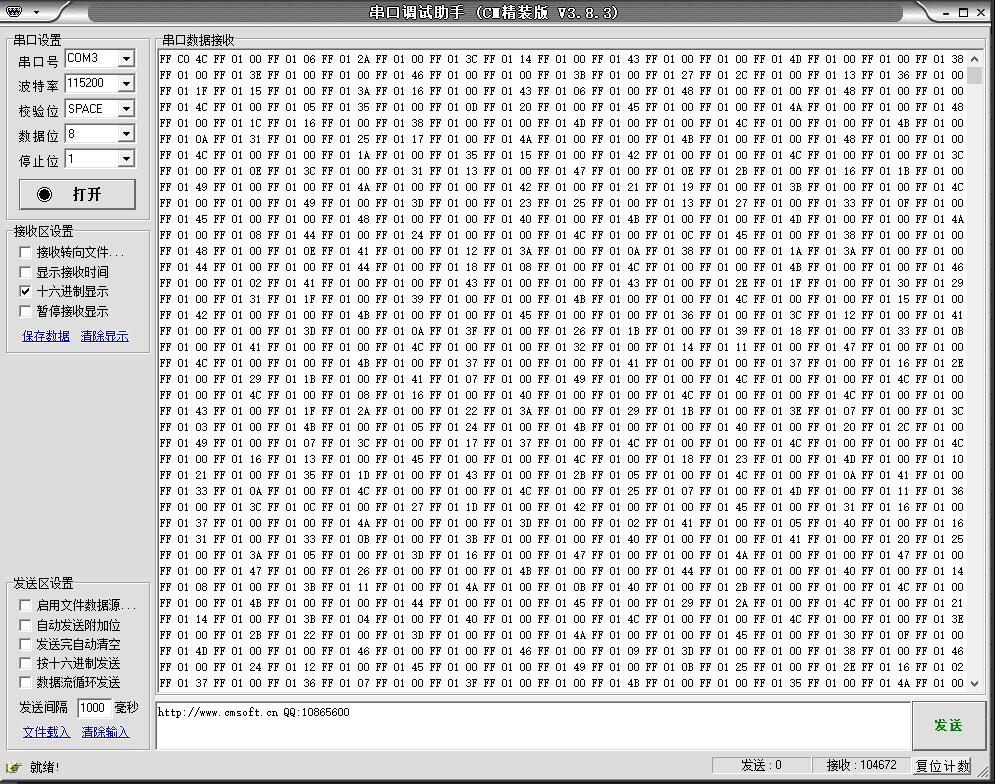 串口调试助手 (CM精装版 V3.8.3)
串口设置
串口号 COM3
波特率 115200
校验位 SPACE
数据位 8
停止位 1
打开
接收区设置
接收转向文件...
显示接收时间
十六进制显示
暂停接收显示
保存数据 清除显示
发送区设置
启用文件数据源...
自动发送附加位
发送完自动清空
按十六进制发送
数据流循环发送
发送间隔 1000 毫秒
文件载入 清除输入
串口数据接收
FF C0 4C FF 01 00 FF 01 06 FF 01 2A FF 01 00 FF 01 3C FF 01 14 FF 01 00 FF 01 43 FF 01 00 FF 01 00 FF 01 4D FF 01 00 FF 01 00 FF 01 38
FF 01 00 FF 01 3E FF 01 00 FF 01 00 FF 01 46 FF 01 00 FF 01 00 FF 01 3B FF 01 00 FF 01 27 FF 01 2C FF 01 00 FF 01 13 FF 01 36 FF 01 00
FF 01 1F FF 01 15 FF 01 00 FF 01 3A FF 01 16 FF 01 00 FF 01 43 FF 01 06 FF 01 00 FF 01 48 FF 01 00 FF 01 00 FF 01 48 FF 01 00 FF 01 00
FF 01 4C FF 01 00 FF 01 05 FF 01 35 FF 01 00 FF 01 0D FF 01 20 FF 01 00 FF 01 45 FF 01 00 FF 01 00 FF 01 4A FF 01 00 FF 01 00 FF 01 48
FF 01 00 FF 01 1C FF 01 16 FF 01 00 FF 01 38 FF 01 00 FF 01 00 FF 01 4D FF 01 00 FF 01 00 FF 01 4C FF 01 00 FF 01 00 FF 01 4B FF 01 00
FF 01 0A FF 01 31 FF 01 00 FF 01 25 FF 01 17 FF 01 00 FF 01 4A FF 01 00 FF 01 00 FF 01 4B FF 01 00 FF 01 00 FF 01 48 FF 01 00 FF 01 00
FF 01 4C FF 01 00 FF 01 00 FF 01 1A FF 01 00 FF 01 35 FF 01 15 FF 01 00 FF 01 42 FF 01 00 FF 01 00 FF 01 4C FF 01 00 FF 01 00 FF 01 3C
FF 01 00 FF 01 0E FF 01 3C FF 01 00 FF 01 31 FF 01 13 FF 01 00 FF 01 47 FF 01 00 FF 01 0E FF 01 2B FF 01 00 FF 01 16 FF 01 1B FF 01 00
FF 01 49 FF 01 00 FF 01 00 FF 01 4A FF 01 00 FF 01 00 FF 01 42 FF 01 00 FF 01 21 FF 01 19 FF 01 00 FF 01 3B FF 01 00 FF 01 00 FF 01 4C
FF 01 00 FF 01 00 FF 01 49 FF 01 00 FF 01 3D FF 01 00 FF 01 23 FF 01 25 FF 01 00 FF 01 13 FF 01 27 FF 01 00 FF 01 33 FF 01 0F FF 01 00
FF 01 45 FF 01 00 FF 01 00 FF 01 48 FF 01 00 FF 01 00 FF 01 40 FF 01 00 FF 01 4B FF 01 00 FF 01 00 FF 01 4D FF 01 00 FF 01 00 FF 01 4A
FF 01 00 FF 01 08 FF 01 44 FF 01 00 FF 01 24 FF 01 00 FF 01 00 FF 01 4C FF 01 00 FF 01 0C FF 01 45 FF 01 00 FF 01 38 FF 01 00 FF 01 00
FF 01 48 FF 01 00 FF 01 0E FF 01 41 FF 01 00 FF 01 12 FF 01 3A FF 01 00 FF 01 0A FF 01 38 FF 01 00 FF 01 1A FF 01 3A FF 01 00 FF 01 00
FF 01 44 FF 01 00 FF 01 00 FF 01 44 FF 01 00 FF 01 18 FF 01 08 FF 01 00 FF 01 4C FF 01 00 FF 01 00 FF 01 4B FF 01 00 FF 01 00 FF 01 46
FF 01 00 FF 01 02 FF 01 41 FF 01 00 FF 01 00 FF 01 43 FF 01 00 FF 01 00 FF 01 43 FF 01 00 FF 01 2E FF 01 1F FF 01 00 FF 01 30 FF 01 29
FF 01 00 FF 01 31 FF 01 1F FF 01 00 FF 01 39 FF 01 00 FF 01 00 FF 01 4B FF 01 00 FF 01 00 FF 01 4C FF 01 00 FF 01 00 FF 01 15 FF 01 00
FF 01 42 FF 01 00 FF 01 00 FF 01 4B FF 01 00 FF 01 00 FF 01 45 FF 01 00 FF 01 00 FF 01 36 FF 01 00 FF 01 3C FF 01 12 FF 01 00 FF 01 41
FF 01 00 FF 01 00 FF 01 3D FF 01 00 FF 01 0A FF 01 3F FF 01 00 FF 01 26 FF 01 1B FF 01 00 FF 01 39 FF 01 18 FF 01 00 FF 01 33 FF 01 0B
FF 01 00 FF 01 41 FF 01 00 FF 01 00 FF 01 4C FF 01 00 FF 01 00 FF 01 32 FF 01 00 FF 01 14 FF 01 11 FF 01 00 FF 01 47 FF 01 00 FF 01 00
FF 01 4C FF 01 00 FF 01 00 FF 01 4B FF 01 00 FF 01 37 FF 01 00 FF 01 00 FF 01 41 FF 01 00 FF 01 00 FF 01 37 FF 01 00 FF 01 16 FF 01 2E
FF 01 00 FF 01 29 FF 01 1B FF 01 00 FF 01 41 FF 01 07 FF 01 00 FF 01 49 FF 01 00 FF 01 00 FF 01 4C FF 01 00 FF 01 00 FF 01 4C FF 01 00
FF 01 00 FF 01 4C FF 01 00 FF 01 08 FF 01 16 FF 01 00 FF 01 40 FF 01 00 FF 01 00 FF 01 4C FF 01 00 FF 01 00 FF 01 4C FF 01 00 FF 01 00
FF 01 43 FF 01 00 FF 01 1F FF 01 2A FF 01 00 FF 01 22 FF 01 3A FF 01 00 FF 01 29 FF 01 1B FF 01 00 FF 01 3E FF 01 07 FF 01 00 FF 01 3C
FF 01 03 FF 01 00 FF 01 4B FF 01 00 FF 01 05 FF 01 24 FF 01 00 FF 01 4B FF 01 00 FF 01 00 FF 01 40 FF 01 00 FF 01 20 FF 01 2C FF 01 00
FF 01 49 FF 01 00 FF 01 07 FF 01 3C FF 01 00 FF 01 17 FF 01 37 FF 01 00 FF 01 4C FF 01 00 FF 01 00 FF 01 4C FF 01 00 FF 01 00 FF 01 4C
FF 01 00 FF 01 16 FF 01 13 FF 01 00 FF 01 45 FF 01 00 FF 01 00 FF 01 4C FF 01 00 FF 01 18 FF 01 23 FF 01 00 FF 01 4D FF 01 00 FF 01 10
FF 01 21 FF 01 00 FF 01 35 FF 01 1D FF 01 00 FF 01 43 FF 01 00 FF 01 2B FF 01 05 FF 01 00 FF 01 4C FF 01 00 FF 01 0A FF 01 41 FF 01 00
FF 01 33 FF 01 0A FF 01 00 FF 01 4C FF 01 00 FF 01 00 FF 01 4C FF 01 00 FF 01 25 FF 01 07 FF 01 00 FF 01 4D FF 01 00 FF 01 11 FF 01 36
FF 01 00 FF 01 3C FF 01 0C FF 01 00 FF 01 27 FF 01 1D FF 01 00 FF 01 42 FF 01 00 FF 01 00 FF 01 45 FF 01 00 FF 01 31 FF 01 16 FF 01 00
FF 01 37 FF 01 00 FF 01 00 FF 01 4A FF 01 00 FF 01 00 FF 01 3D FF 01 00 FF 01 02 FF 01 41 FF 01 00 FF 01 05 FF 01 40 FF 01 00 FF 01 16
FF 01 31 FF 01 00 FF 01 33 FF 01 0B FF 01 00 FF 01 3B FF 01 00 FF 01 00 FF 01 40 FF 01 00 FF 01 00 FF 01 41 FF 01 00 FF 01 20 FF 01 25
FF 01 00 FF 01 3A FF 01 05 FF 01 00 FF 01 3D FF 01 16 FF 01 00 FF 01 47 FF 01 00 FF 01 00 FF 01 4A FF 01 00 FF 01 00 FF 01 47 FF 01 00
FF 01 00 FF 01 47 FF 01 00 FF 01 26 FF 01 00 FF 01 00 FF 01 4B FF 01 00 FF 01 00 FF 01 44 FF 01 00 FF 01 00 FF 01 40 FF 01 00 FF 01 14
FF 01 08 FF 01 00 FF 01 3B FF 01 11 FF 01 00 FF 01 4A FF 01 00 FF 01 0B FF 01 40 FF 01 00 FF 01 2B FF 01 00 FF 01 00 FF 01 4C FF 01 00
FF 01 00 FF 01 4B FF 01 00 FF 01 00 FF 01 44 FF 01 00 FF 01 00 FF 01 45 FF 01 00 FF 01 29 FF 01 2A FF 01 00 FF 01 4C FF 01 00 FF 01 21
FF 01 14 FF 01 00 FF 01 3B FF 01 04 FF 01 00 FF 01 40 FF 01 00 FF 01 00 FF 01 4C FF 01 00 FF 01 00 FF 01 4C FF 01 00 FF 01 00 FF 01 3E
FF 01 00 FF 01 2B FF 01 22 FF 01 00 FF 01 3D FF 01 00 FF 01 00 FF 01 4A FF 01 00 FF 01 00 FF 01 45 FF 01 00 FF 01 30 FF 01 0F FF 01 00
FF 01 4D FF 01 00 FF 01 00 FF 01 46 FF 01 00 FF 01 00 FF 01 46 FF 01 00 FF 01 09 FF 01 3D FF 01 00 FF 01 00 FF 01 38 FF 01 00 FF 01 46
FF 01 00 FF 01 24 FF 01 12 FF 01 00 FF 01 45 FF 01 00 FF 01 00 FF 01 49 FF 01 00 FF 01 0B FF 01 25 FF 01 00 FF 01 2E FF 01 16 FF 01 02
FF 01 37 FF 01 00 FF 01 36 FF 01 07 FF 01 00 FF 01 3F FF 01 00 FF 01 00 FF 01 4B FF 01 00 FF 01 00 FF 01 35 FF 01 00 FF 01 4A FF 01 00
http://www.cmsoft.cn QQ:10865600
发送
就绪!
发送 : 0
接收 : 104672
复位计数